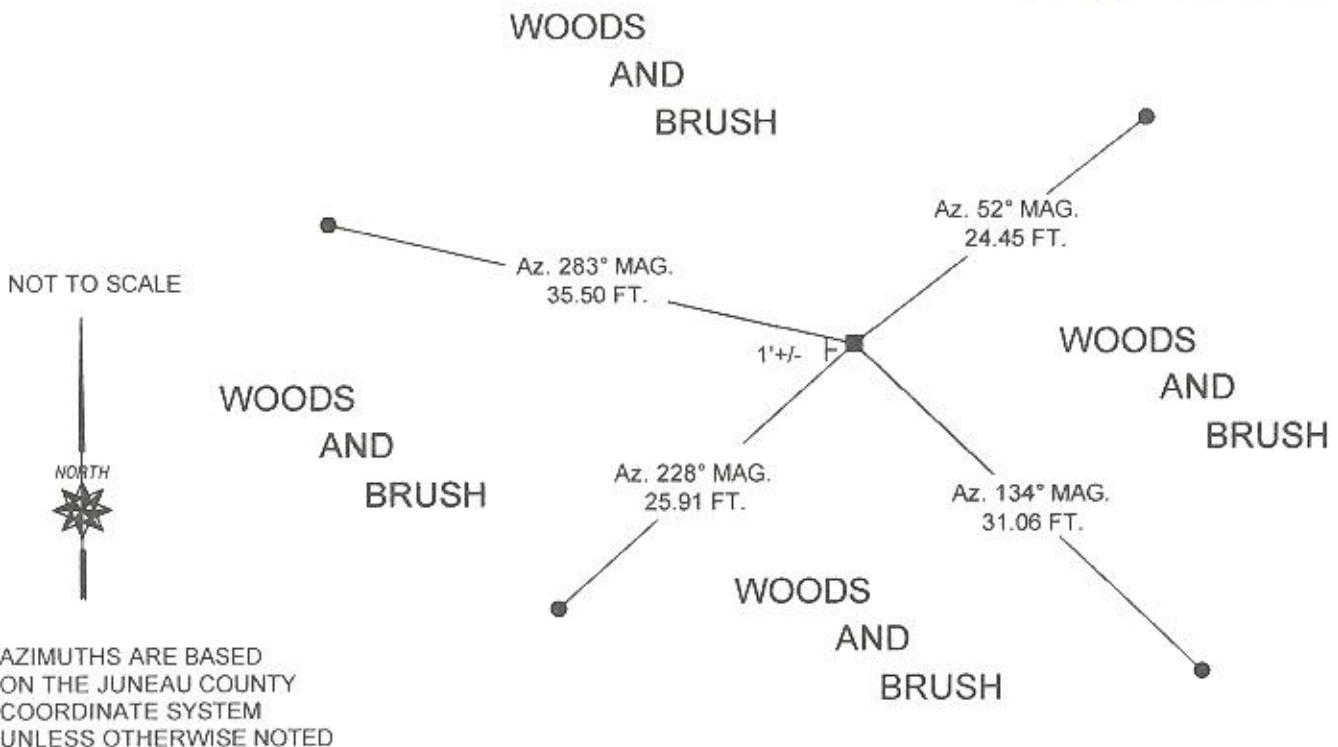 WOODS
AND
BRUSH
Az. 52° MAG.
24.45 FT.
Az. 283° MAG.
35.50 FT.
NOT TO SCALE
1'+/-
WOODS
AND
BRUSH
WOODS
AND
BRUSH
NORTH
Az. 228° MAG.
25.91 FT.
Az. 134° MAG.
31.06 FT.
WOODS
AND
BRUSH
AZIMUTHS ARE BASED
ON THE JUNEAU COUNTY
COORDINATE SYSTEM
UNLESS OTHERWISE NOTED